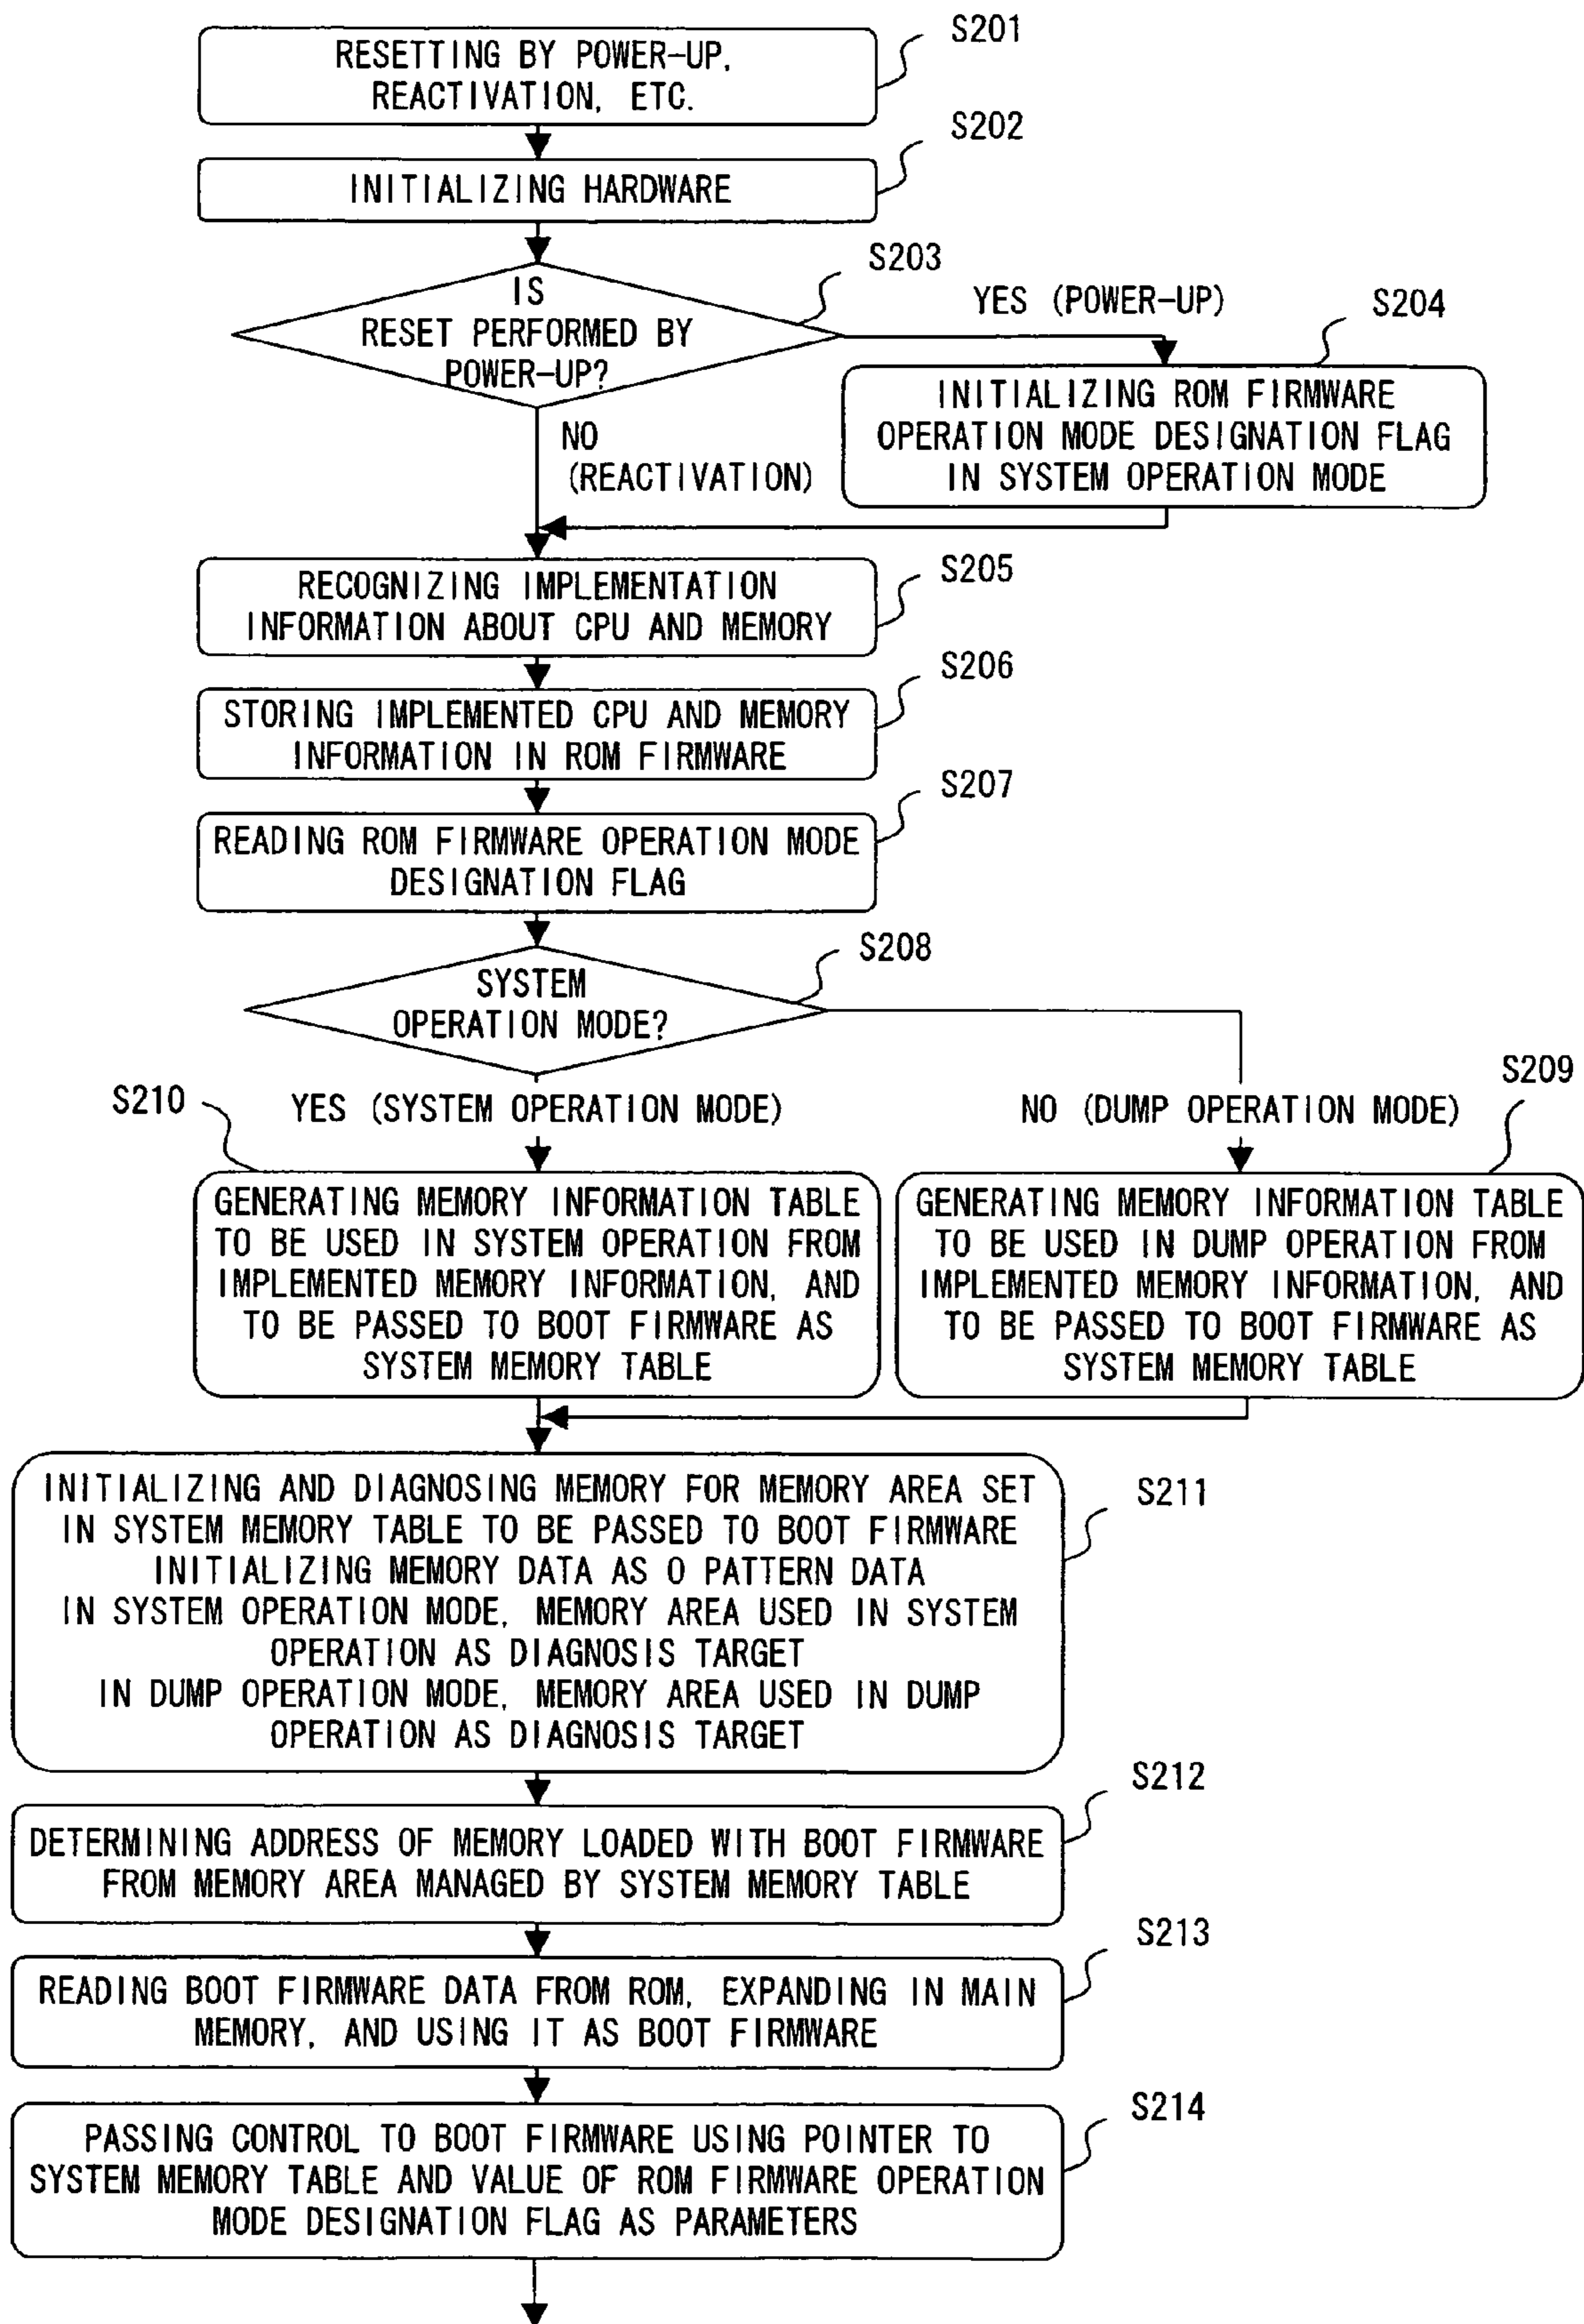 S201
RESETTING BY POWER-UP,
REACTIVATION, ETC.
S202
INITIALIZING HARDWARE
S203
IS
RESET PERFORMED BY
POWER-UP?
YES (POWER-UP)
S204
INITIALIZING ROM FIRMWARE
OPERATION MODE DESIGNATION FLAG
IN SYSTEM OPERATION MODE
NO
(REACTIVATION)
S205
RECOGNIZING IMPLEMENTATION
INFORMATION ABOUT CPU AND MEMORY
S206
STORING IMPLEMENTED CPU AND MEMORY
INFORMATION IN ROM FIRMWARE
S207
READING ROM FIRMWARE OPERATION MODE
DESIGNATION FLAG
S208
SYSTEM
OPERATION MODE?
S210
YES (SYSTEM OPERATION MODE)
GENERATING MEMORY INFORMATION TABLE
TO BE USED IN SYSTEM OPERATION FROM
IMPLEMENTED MEMORY INFORMATION, AND
TO BE PASSED TO BOOT FIRMWARE AS
SYSTEM MEMORY TABLE
S209
NO (DUMP OPERATION MODE)
GENERATING MEMORY INFORMATION TABLE
TO BE USED IN DUMP OPERATION FROM
IMPLEMENTED MEMORY INFORMATION, AND
TO BE PASSED TO BOOT FIRMWARE AS
SYSTEM MEMORY TABLE
S211
INITIALIZING AND DIAGNOSING MEMORY FOR MEMORY AREA SET
IN SYSTEM MEMORY TABLE TO BE PASSED TO BOOT FIRMWARE
INITIALIZING MEMORY DATA AS 0 PATTERN DATA
IN SYSTEM OPERATION MODE, MEMORY AREA USED IN SYSTEM
OPERATION AS DIAGNOSIS TARGET
IN DUMP OPERATION MODE, MEMORY AREA USED IN DUMP
OPERATION AS DIAGNOSIS TARGET
S212
DETERMINING ADDRESS OF MEMORY LOADED WITH BOOT FIRMWARE
FROM MEMORY AREA MANAGED BY SYSTEM MEMORY TABLE
S213
READING BOOT FIRMWARE DATA FROM ROM, EXPANDING IN MAIN
MEMORY, AND USING IT AS BOOT FIRMWARE
S214
PASSING CONTROL TO BOOT FIRMWARE USING POINTER TO
SYSTEM MEMORY TABLE AND VALUE OF ROM FIRMWARE OPERATION
MODE DESIGNATION FLAG AS PARAMETERS